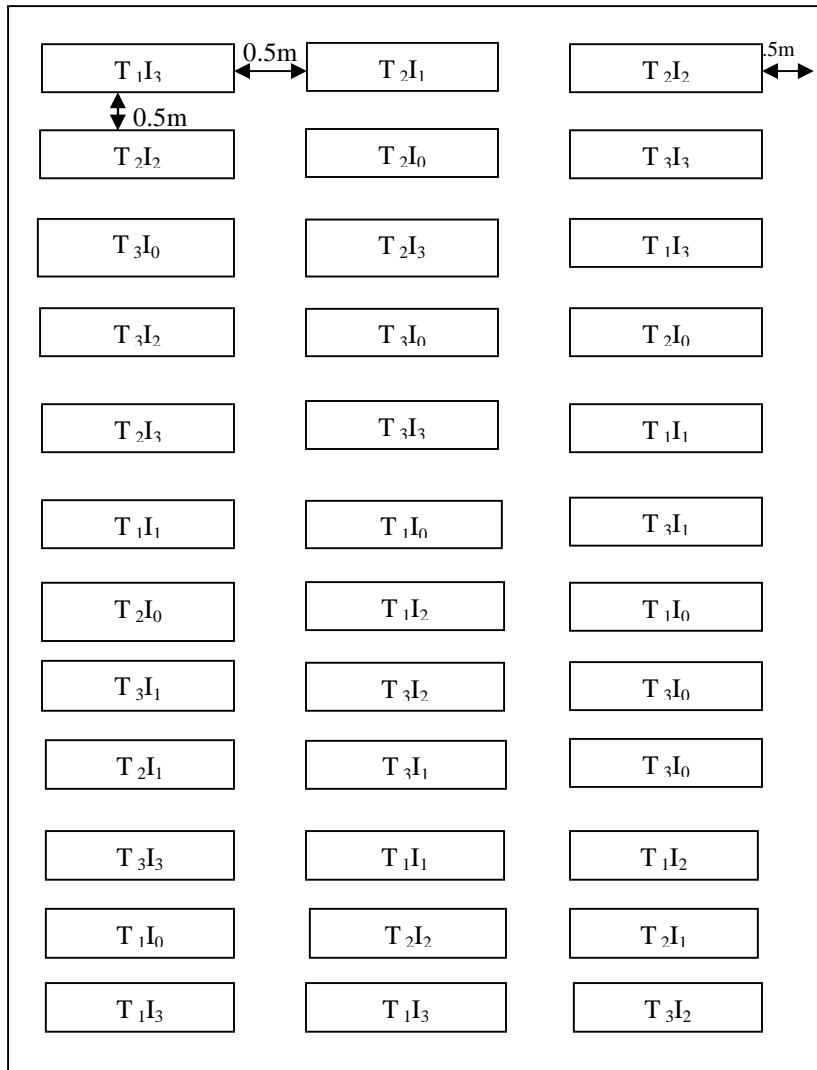 T₁I₃ 0.5m T₂I₁ T₂I₂ .5m
0.5m
T₂I₂ T₂I₀ T₃I₃
T₃I₀ T₂I₃ T₁I₃
T₃I₂ T₃I₀ T₂I₀
T₂I₃ T₃I₃ T₁I₁
T₁I₁ T₁I₀ T₃I₁
T₂I₀ T₁I₂ T₁I₀
T₃I₁ T₃I₂ T₃I₀
T₂I₁ T₃I₁ T₃I₀
T₃I₃ T₁I₁ T₁I₂
T₁I₀ T₂I₂ T₂I₁
T₁I₃ T₁I₃ T₃I₂